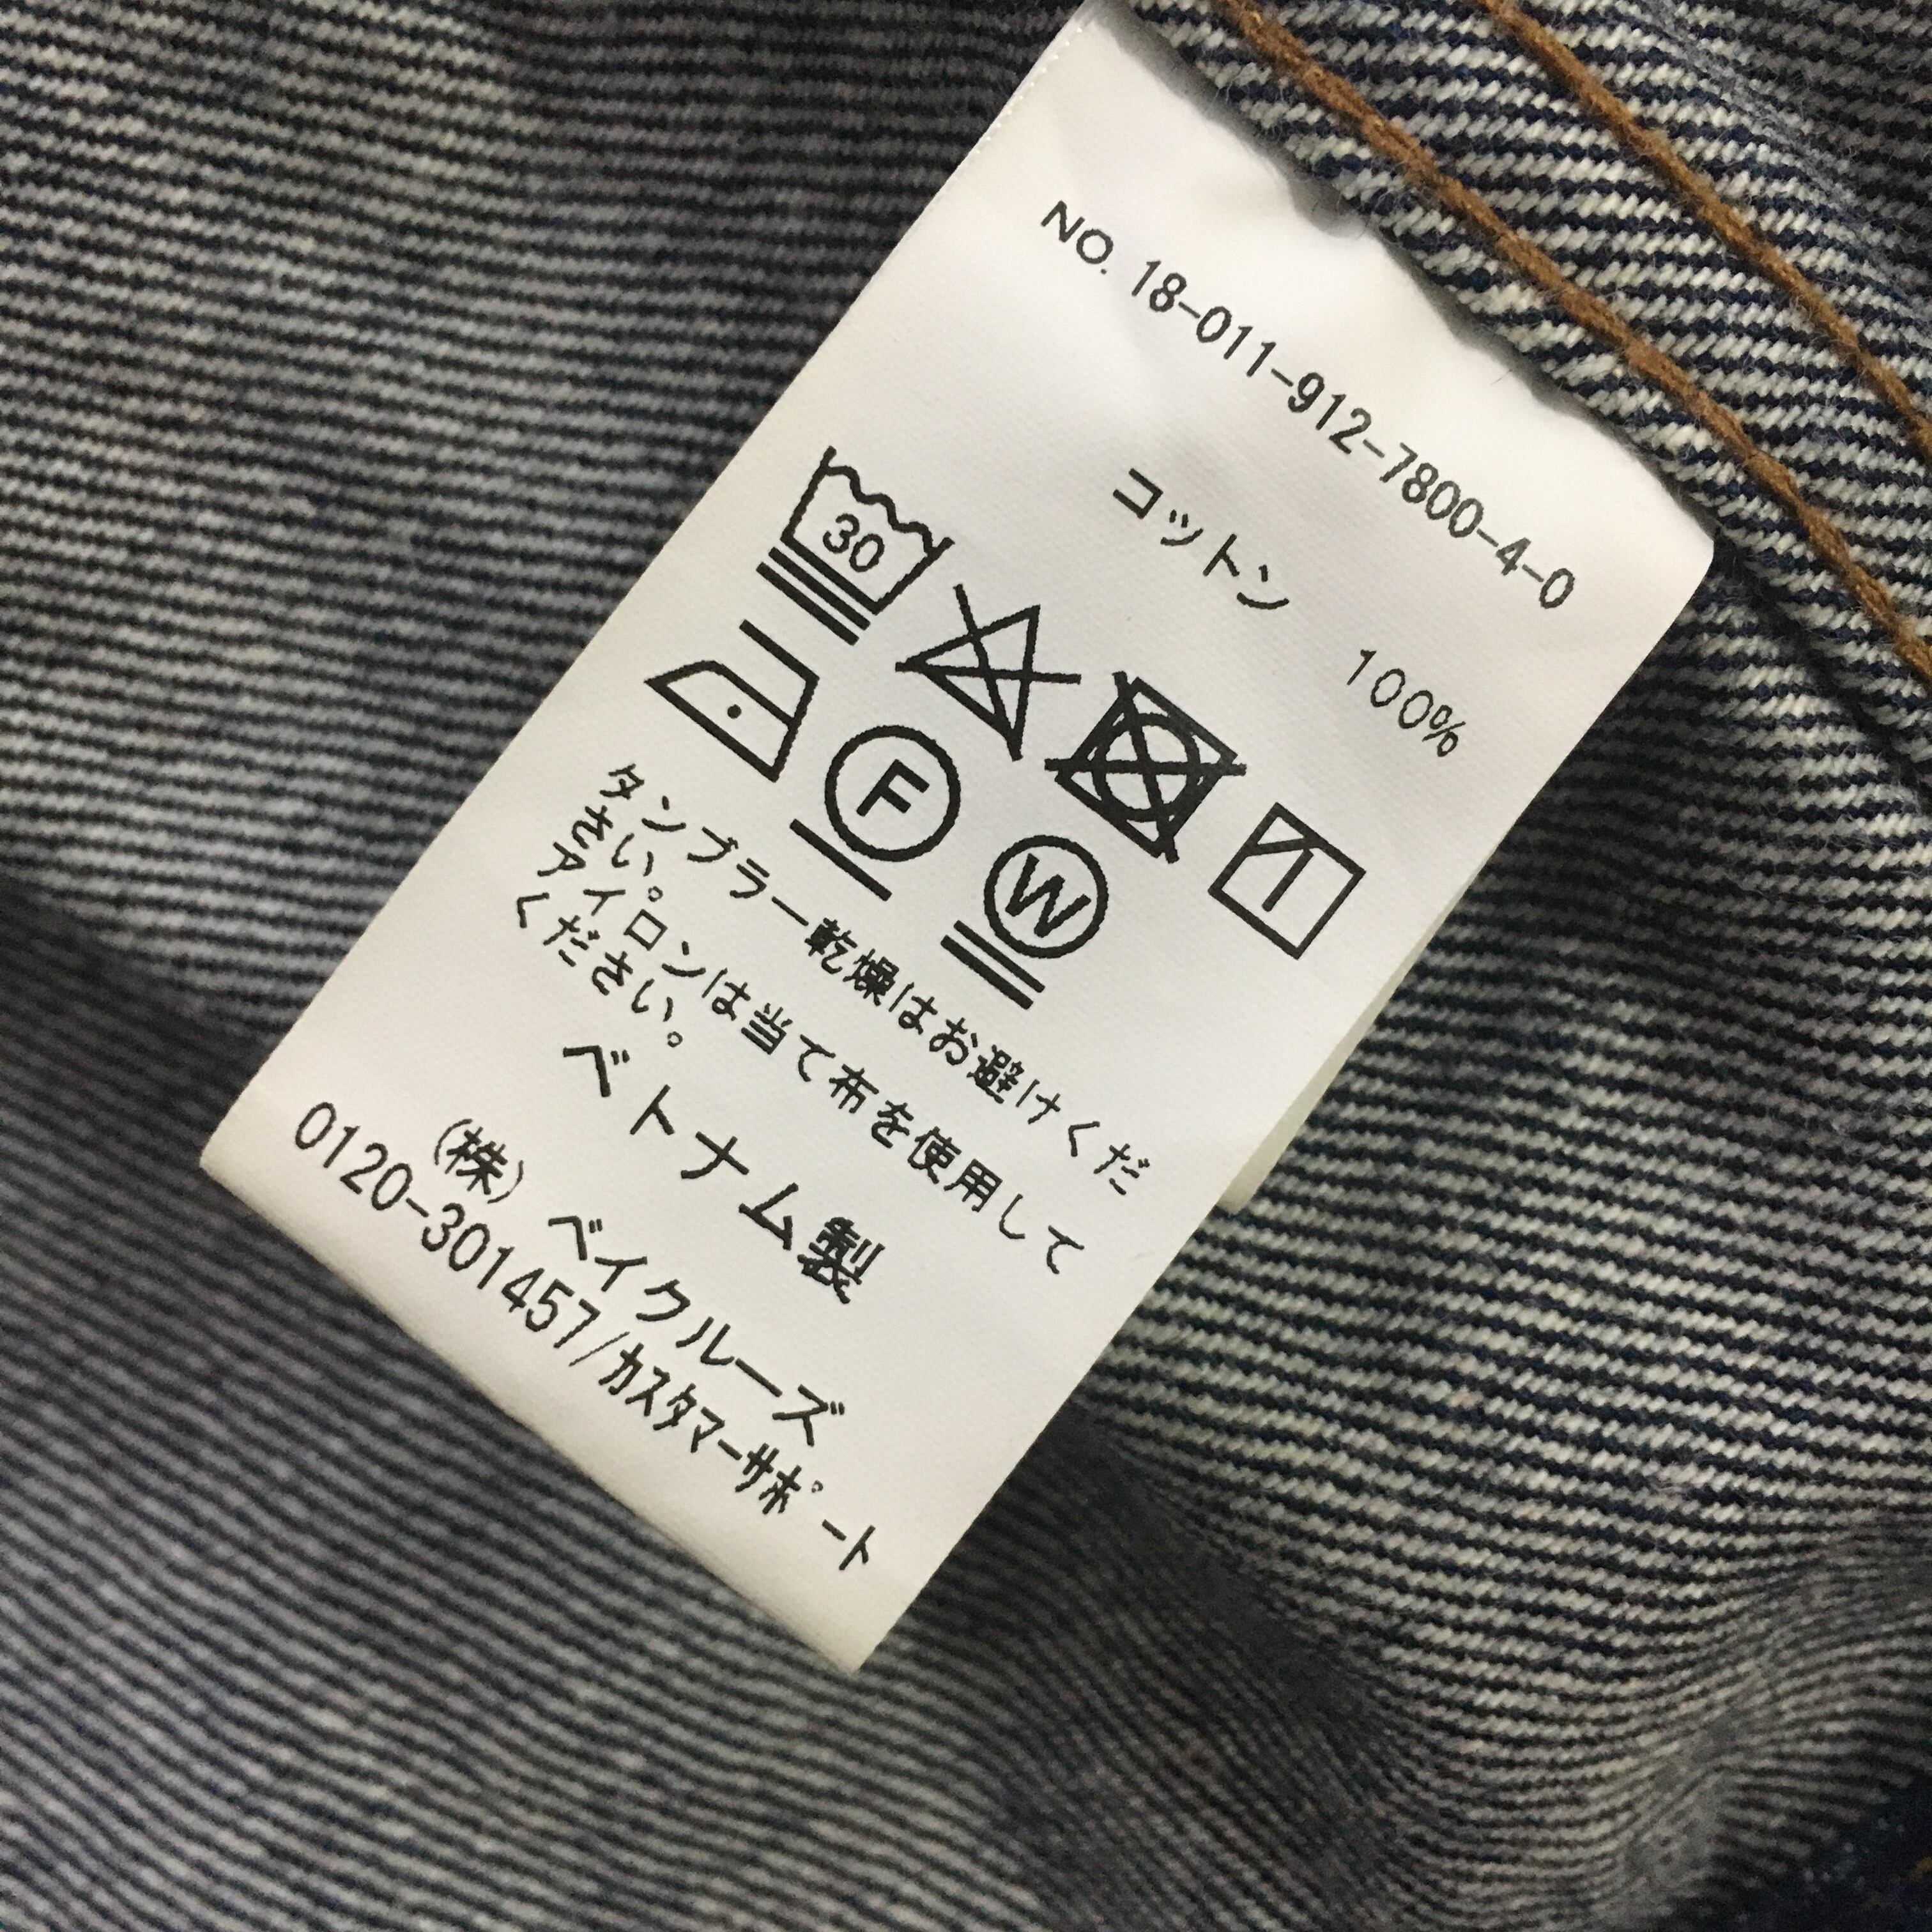 NO. 18-011-912-7800-4-0
コットン 100%
30
F W
タンブラー乾燥はお避けくだ
さい。
アイロンは当て布を使用して
ください。
ベトナム製
(株) ベイクルーズ
0120-301457/ｶｽﾀﾏｰｻﾎﾟｰﾄ